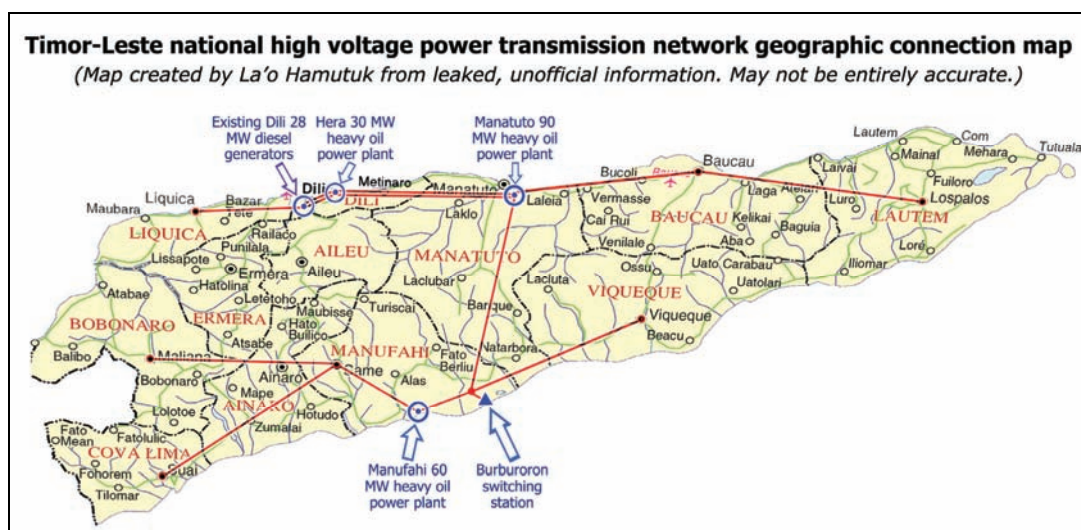 Timor-Leste national high voltage power transmission network geographic connection map
(Map created by La'o Hamutuk from leaked, unofficial information. May not be entirely accurate.)
Existing Dili 28
MW diesel
generators
Hera 30 MW
heavy oil
power plant
Manatuto 90
MW heavy oil
power plant
Lautem
Com
Mainal
Mehara
Tutuala
Laivai
Fuiloro
Baucau
Bucoli
Dili
Metinaro
Manatuto
Liquica
Maubara
Bazar
DILI
Laklo
Laleia
Vermasse
Laga
Luro
Lospalos
LAUTEM
LIQUICA
Railaco
Punilala
AILEU
MANATUTO
Cai Rui
BAUCAU
Kelikai
Baguia
Aba
Loré
Lissapote
Ermera
Aileu
Venilale
Iliomar
Hatolina
Laclubar
Lacluta
Ossu
Uato Carabau
Uatolari
Atabae
Letetoho
Maubisse
Turiscai
Barique
VIQUEQUE
BOBONARO
ERMERA
Hato
Builico
Viqueque
Beacu
Balibo
Atsabe
MANUFAHI
Fato
Berliu
Natarbora
Maliana
Same
Bobonaro
Ainaro
Alas
Mape
AINARO
Lolotoe
Hotudo
Zumalai
Fato
Mean
Fatolulic
COVA LIMA
Fohorem
Suai
Tilomar
Manufahi 60
MW heavy oil
power plant
Burburoron
switching
station